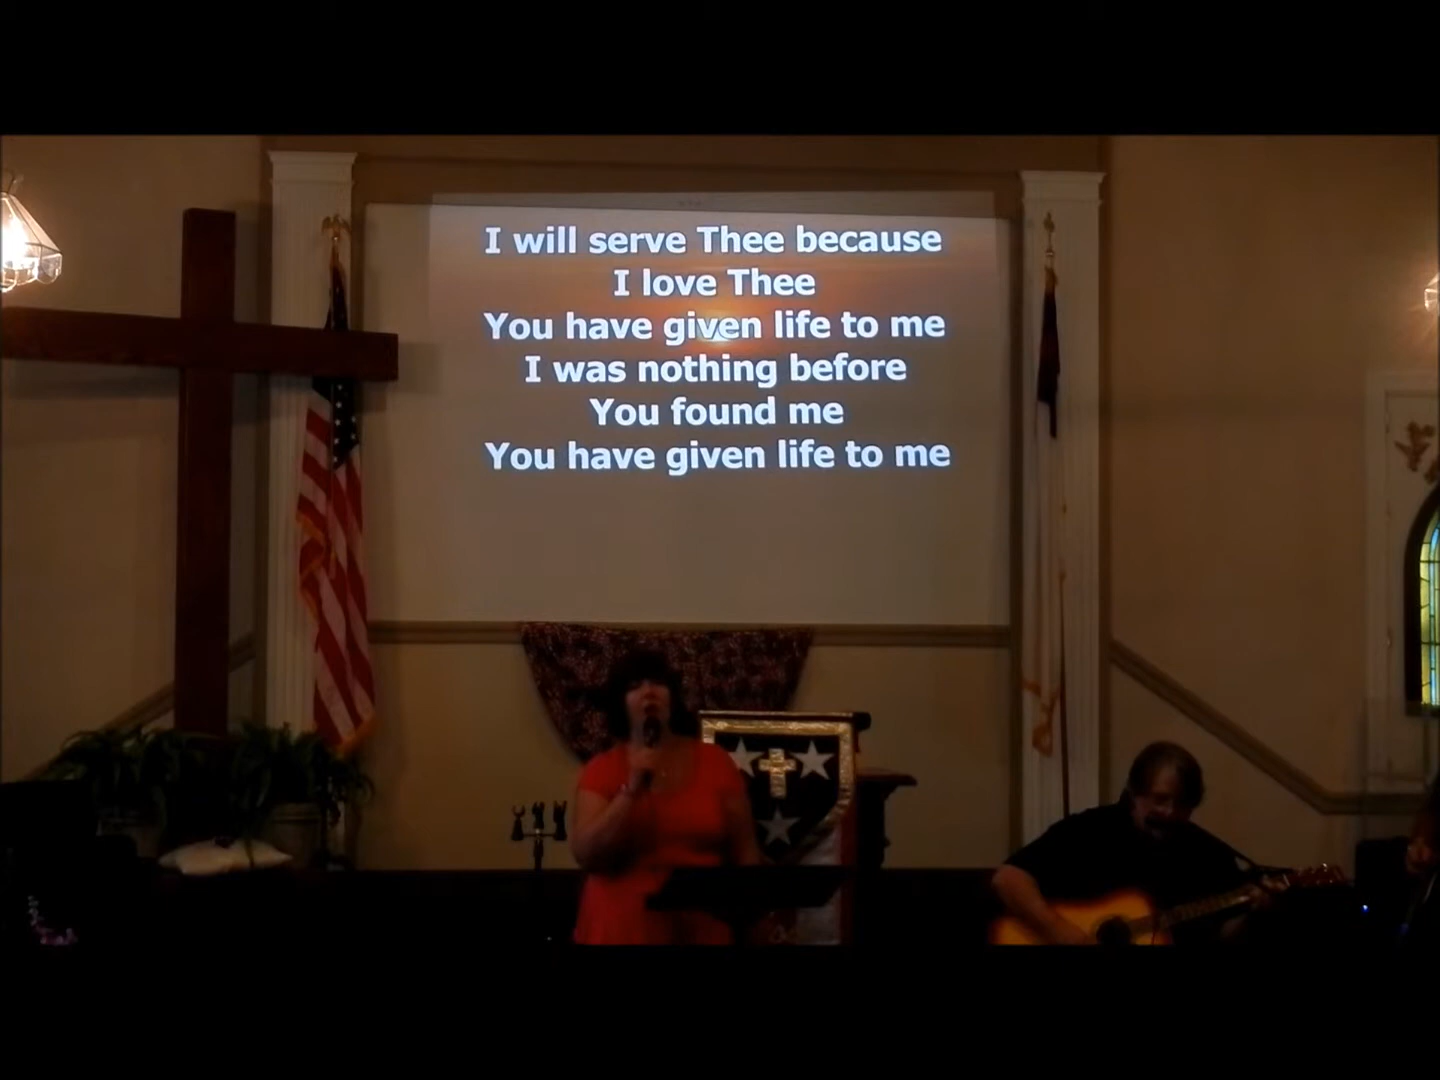 I will serve Thee because
I love Thee
You have given life to me
I was nothing before
You found me
You have given life to me